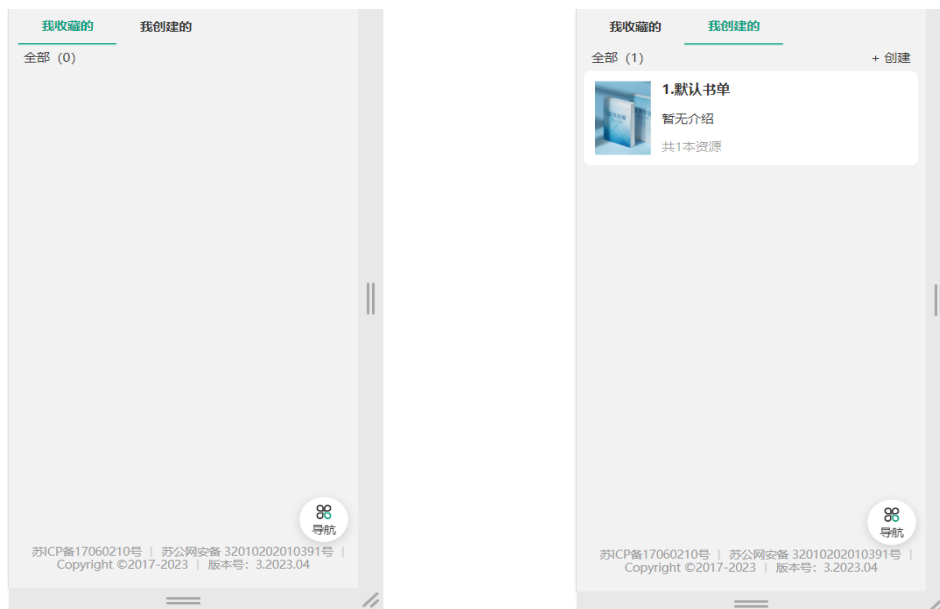 我收藏的 我创建的
全部（0）
导航
苏ICP备17060210号 | 苏公网安备 32010202010391号 |
Copyright ©2017-2023 | 版本号：3.2023.04
我收藏的 我创建的
全部（1） + 创建
1.默认书单
暂无介绍
共1本资源
导航
苏ICP备17060210号 | 苏公网安备 32010202010391号 |
Copyright ©2017-2023 | 版本号：3.2023.04